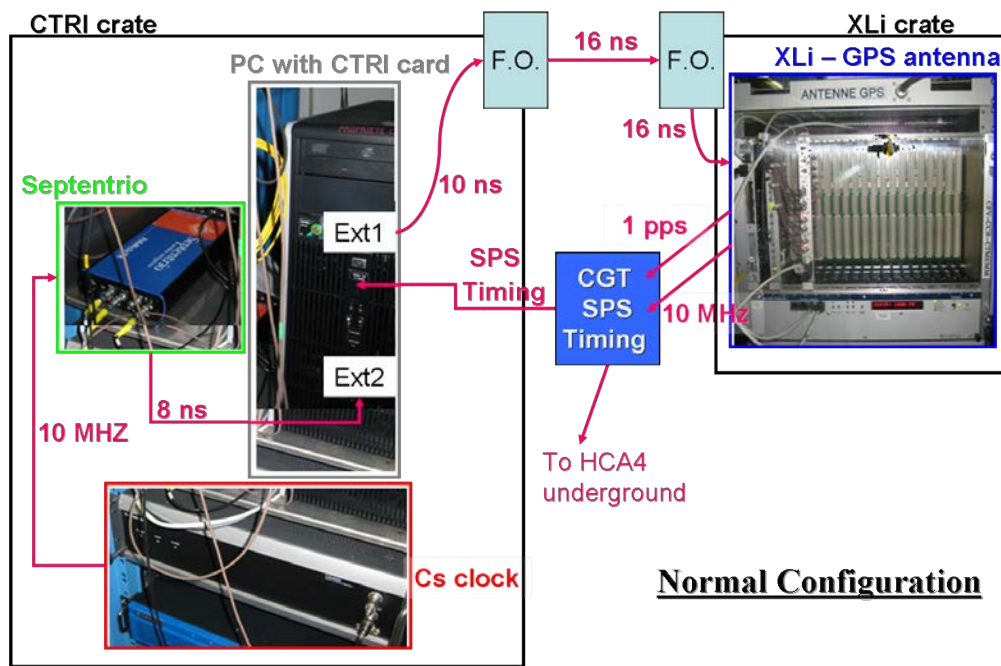 CTRI crate
XLi crate
F.O.
16 ns
F.O.
XLi – GPS antenna
PC with CTRI card
ANTENNE GPS
16 ns
10 ns
Septentrio
Ext1
1 pps
SPS
Timing
CGT
SPS
Timing
10 MHz
Ext2
8 ns
10 MHZ
To HCA4
underground
Cs clock
Normal Configuration